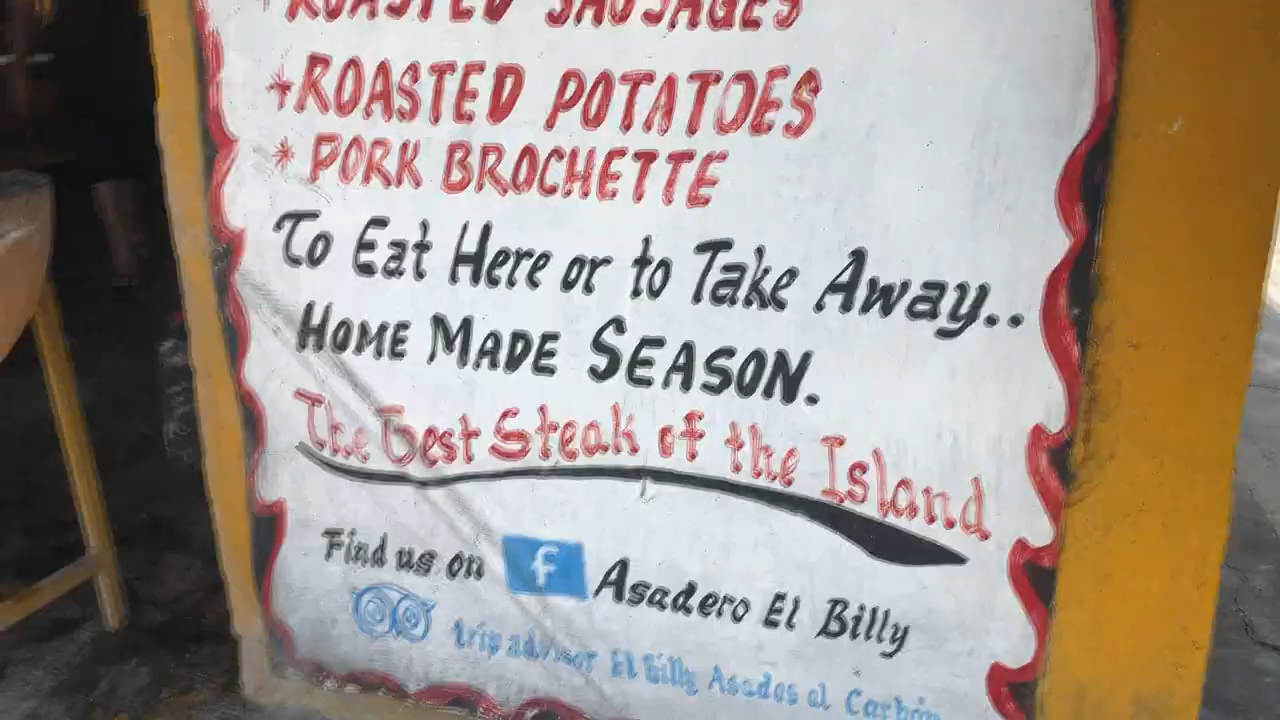 ROASTED SAUSAGES
* ROASTED POTATOES
* PORK BROCHETTE
To Eat Here or to Take Away..
HOME MADE SEASON.
The Best Steak of the Island
Find us on f Asadero El Billy
trip advisor El Billy Asados al Carbón